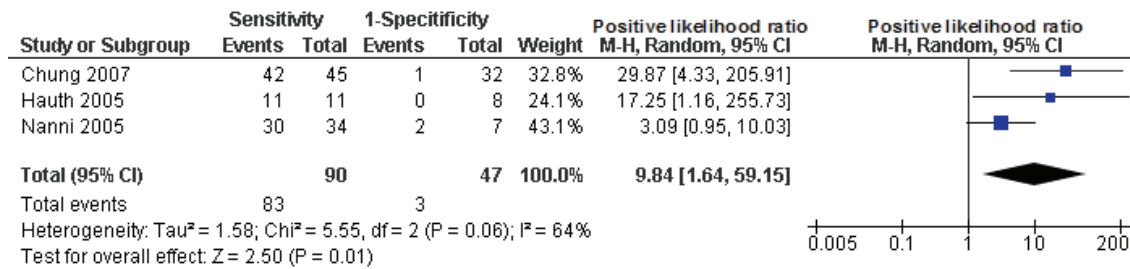 Sensitivity 1-Specitificity Positive likelihood ratio Positive likelihood ratio
Study or Subgroup Events Total Events Total Weight M-H, Random, 95% CI M-H, Random, 95% CI
Chung 2007 42 45 1 32 32.8% 29.87 [4.33, 205.91]
Hauth 2005 11 11 0 8 24.1% 17.25 [1.16, 255.73]
Nanni 2005 30 34 2 7 43.1% 3.09 [0.95, 10.03]
Total (95% CI) 90 47 100.0% 9.84 [1.64, 59.15]
Total events 83 3
Heterogeneity: Tau² = 1.58; Chi² = 5.55, df = 2 (P = 0.06); I² = 64%
Test for overall effect: Z = 2.50 (P = 0.01)
0.005 0.1 1 10 200